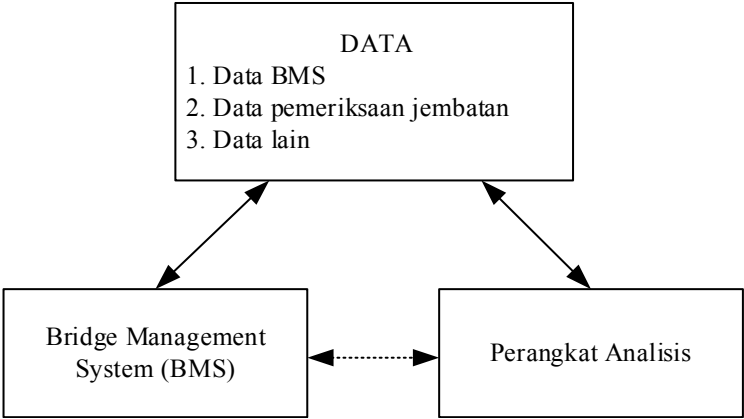 DATA
1. Data BMS
2. Data pemeriksaan jembatan
3. Data lain
Bridge Management
System (BMS)
Perangkat Analisis